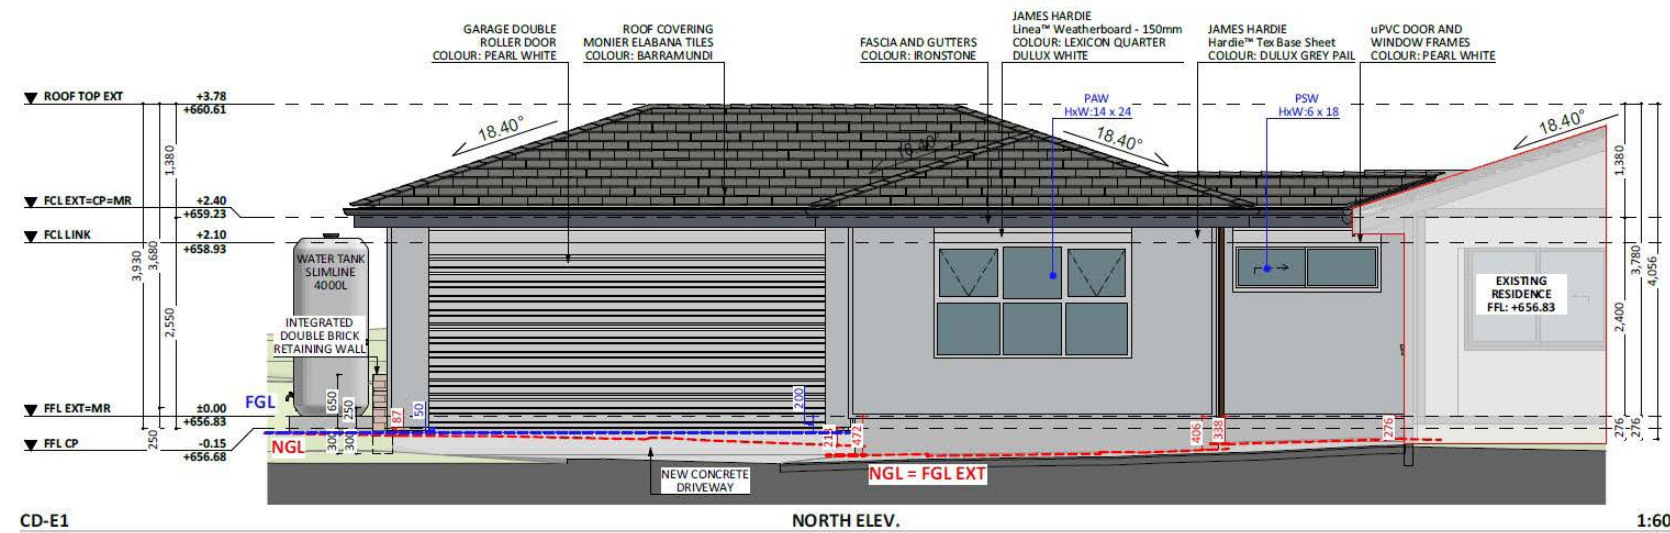 GARAGE DOUBLE
ROLLER DOOR
COLOUR: PEARL WHITE
ROOF COVERING
MONIER ELABANA TILES
COLOUR: BARRAMUNDI
FASCIA AND GUTTERS
COLOUR: IRONSTONE
JAMES HARDIE
Linea™ Weatherboard - 150mm
COLOUR: LEXICON QUARTER
DULUX WHITE
JAMES HARDIE
Hardie™ Tex Base Sheet
COLOUR: DULUX GREY PAIL
uPVC DOOR AND
WINDOW FRAMES
COLOUR: PEARL WHITE
ROOF TOP EXT +3.78
+660.61
PAW
HxW:14 x 24
PSW
HxW:6 x 18
18.40°
18.40°
18.40°
18.40°
1,380
1,380
FCL EXT=CP=MR +2.40
+659.23
FCL LINK +2.10
+658.93
3,930
3,680
2,550
WATER TANK
SLIMLINE
4000L
INTEGRATED
DOUBLE BRICK
RETAINING WALL
EXISTING
RESIDENCE
FFL: +656.83
2,400
3,780
4,056
FGL
FFL EXT=MR ±0.00
+656.83
FFL CP -0.15
+656.68
250
650
250
300
300
87
50
200
472
406
338
276
276
276
NGL
NGL = FGL EXT
NEW CONCRETE
DRIVEWAY
CD-E1
NORTH ELEV.
1:60